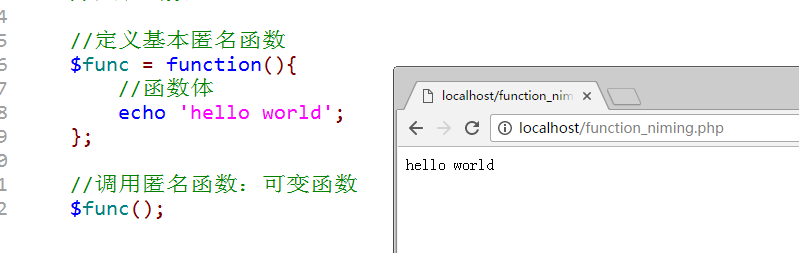 4
5 //定义基本匿名函数
6 $func = function(){
7 //函数体
8 echo 'hello world';
9 };
0
1 //调用匿名函数：可变函数
2 $func();
localhost/function_nim
localhost/function_niming.php
hello world